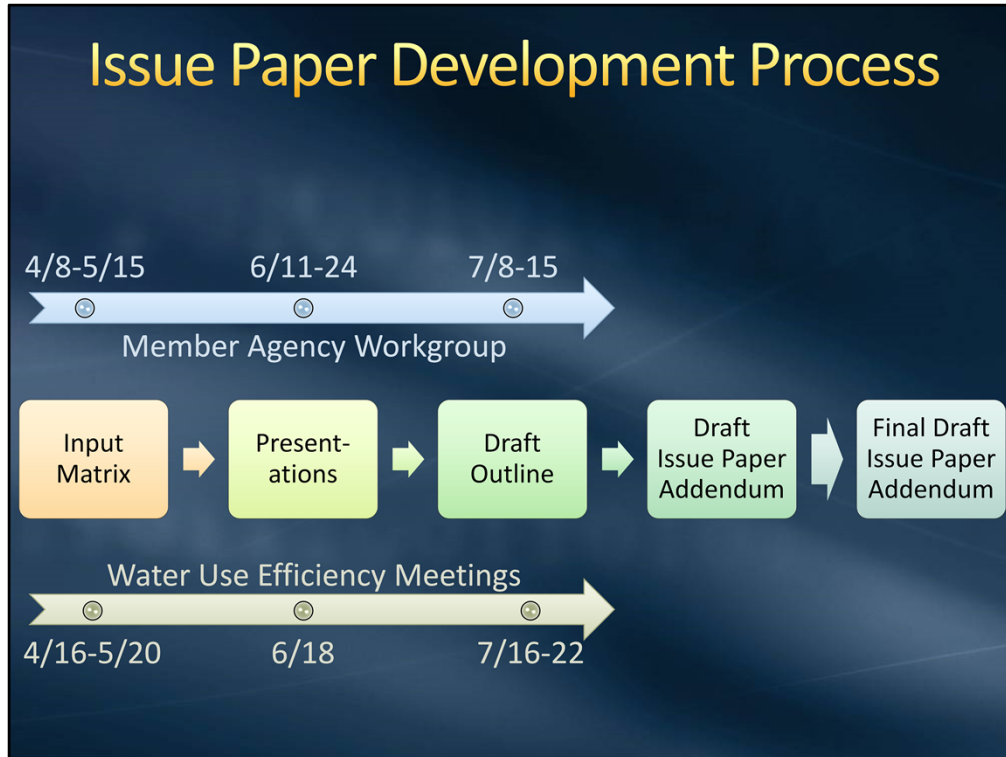 Issue Paper Development Process
4/8-5/15
6/11-24
7/8-15
Member Agency Workgroup
Input
Matrix
Present-
ations
Draft
Outline
Draft
Issue Paper
Addendum
Final Draft
Issue Paper
Addendum
Water Use Efficiency Meetings
4/16-5/20
6/18
7/16-22